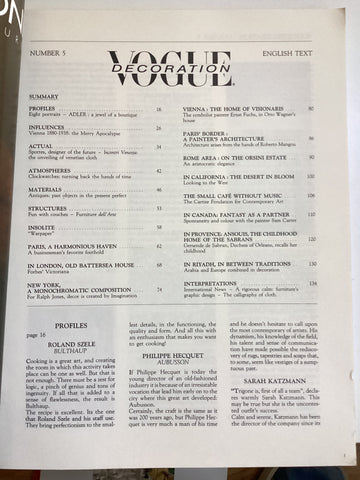 NUMBER 5
VOGUE
DECORATION
ENGLISH TEXT
SUMMARY
PROFILES 16
Eight portraits – ADLER : a jewel of a boutique
INFLUENCES 26
Vienna 1880-1938, the Merry Apocalypse
ACTUAL 34
Sportes, designer of the future –
the unveiling of venetian cloth
ATMOSPHERES 42
Clockwatchers; turning back the hands of time
MATERIALS 46
Antiques; past objects in the present perfect
STRUCTURES 53
Fun with couches – Furniture dell'Arte
INSOLITE 58
"Warpaper"
PARIS, A HARMONIOUS HAVEN 62
A businessman's favorite foothold
IN LONDON, OLD BATTERSEA HOUSE 68
Forbes' Victoriana
NEW YORK,
A MONOCHROMATIC COMPOSITION 74
For Ralph Jones, decor is created by Imagination
VIENNA : THE HOME OF VISIONARIS 80
The symbolist painter Ernst Fuchs, in Otto Wagner's
house
PARIS' BORDER :
A PAINTER'S ARCHITECTURE 86
Architecture arises from the hands of Roberto Mangou
ROME AREA : ON THE ORSINI ESTATE 90
An aristocratic elegance
IN CALIFORNIA : THE DESERT IN BLOOM 100
Looking to the West
THE SMALL CAFÉ WITHOUT MUSIC 106
The Cartier Fondation for Contemporary Art
IN CANADA: FANTASY AS A PARTNER 110
Spontaneity and colour with the painter Sam Carter
IN PROVENCE: ANSOUIS, THE CHILDHOOD
HOME OF THE SABRANS 120
Gersende de Sabran, Duchess of Orléans, recalls her
childhood
IN RIYADH, IN BETWEEN TRADITIONS 130
Arabia and Europe combined in decoration
INTERPRETATIONS 134
International News – A rigorous calm: furniture's
graphic design – The calligraphy of cloth.
PROFILES
page 16
ROLAND SZELE
BULTHAUP
Cooking is a great art, and creating
the room in which this activity takes
place can be one as well. But that is
not enough. There must be a zest for
logic, a pinch of genius and tons of
ingenuity. If all that is added to a
sense of flawlessness, the result is
Bulthaup.
The recipe is excellent. Its the one
that Roland Szele and his staff use.
They bring perfectionism to the smal-
lest details, in the functioning, the
quality and form. And all this with
an enthusiasm that makes you want
to get cooking!
PHILIPPE HECQUET
AUBUSSON
If Philippe Hecquet is today the
young director of an old-fashioned
industry it is because of an irresistable
vocation that lead him early on to the
city where this great art developed:
Aubusson.
Certainly, the craft is the same as it
was 200 years ago, but Philippe Hec-
quet is very much a man of his time
and he doesn't hesitate to call upon
the most contemporary of artists. His
dynamism, his knowledge of the field,
his talent and sense of communica-
tion have made possible the rediscov-
ery of rugs, tapestries and soaps that,
to some, seem like vestiges of a sump-
tuous past.
SARAH KATZMANN
"Trigone is, first of all a team", decla-
res warmly Sarah Katzmann. This
may be true but she is the unconstes-
ted outfit's success.
Calm and serene, Katzmann has been
the director of the company since its